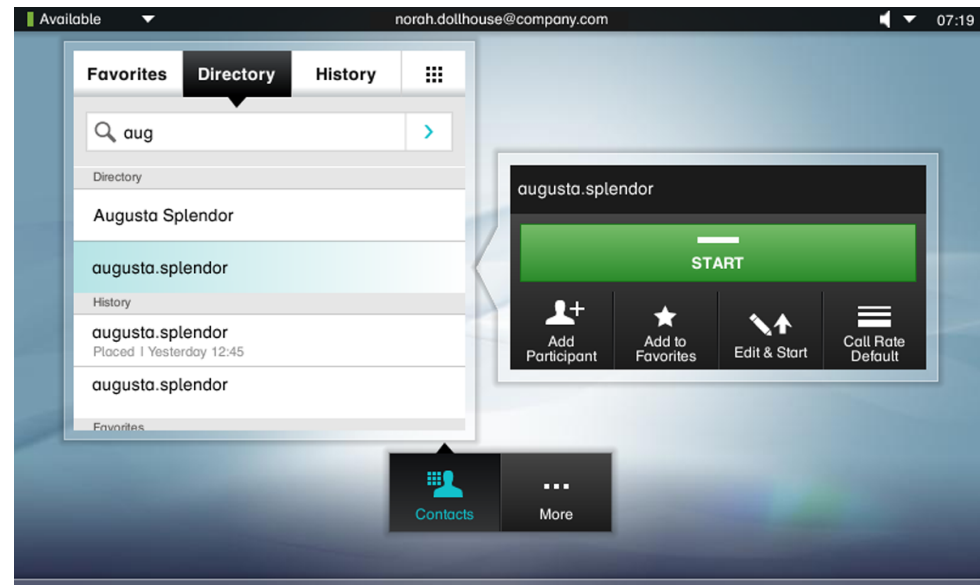 Available
norah.dollhouse@company.com
07:19
Favorites
Directory
History
aug
Directory
Augusta Splendor
augusta.splendor
History
augusta.splendor
Placed | Yesterday 12:45
augusta.splendor
Favorites
augusta.splendor
START
Add
Participant
Add to
Favorites
Edit & Start
Call Rate
Default
Contacts
More